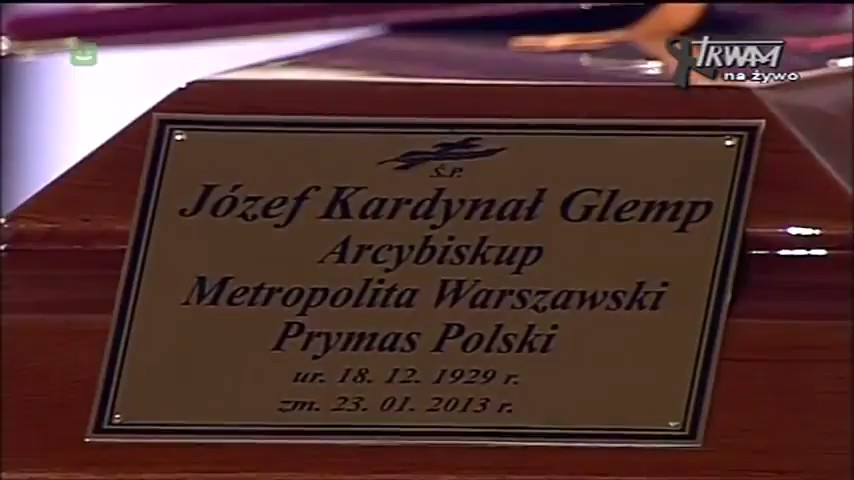 TRWAM
na żywo
Ś.P.
Józef Kardynał Glemp
Arcybiskup
Metropolita Warszawski
Prymas Polski
ur. 18. 12. 1929 r.
zm. 23. 01. 2013 r.